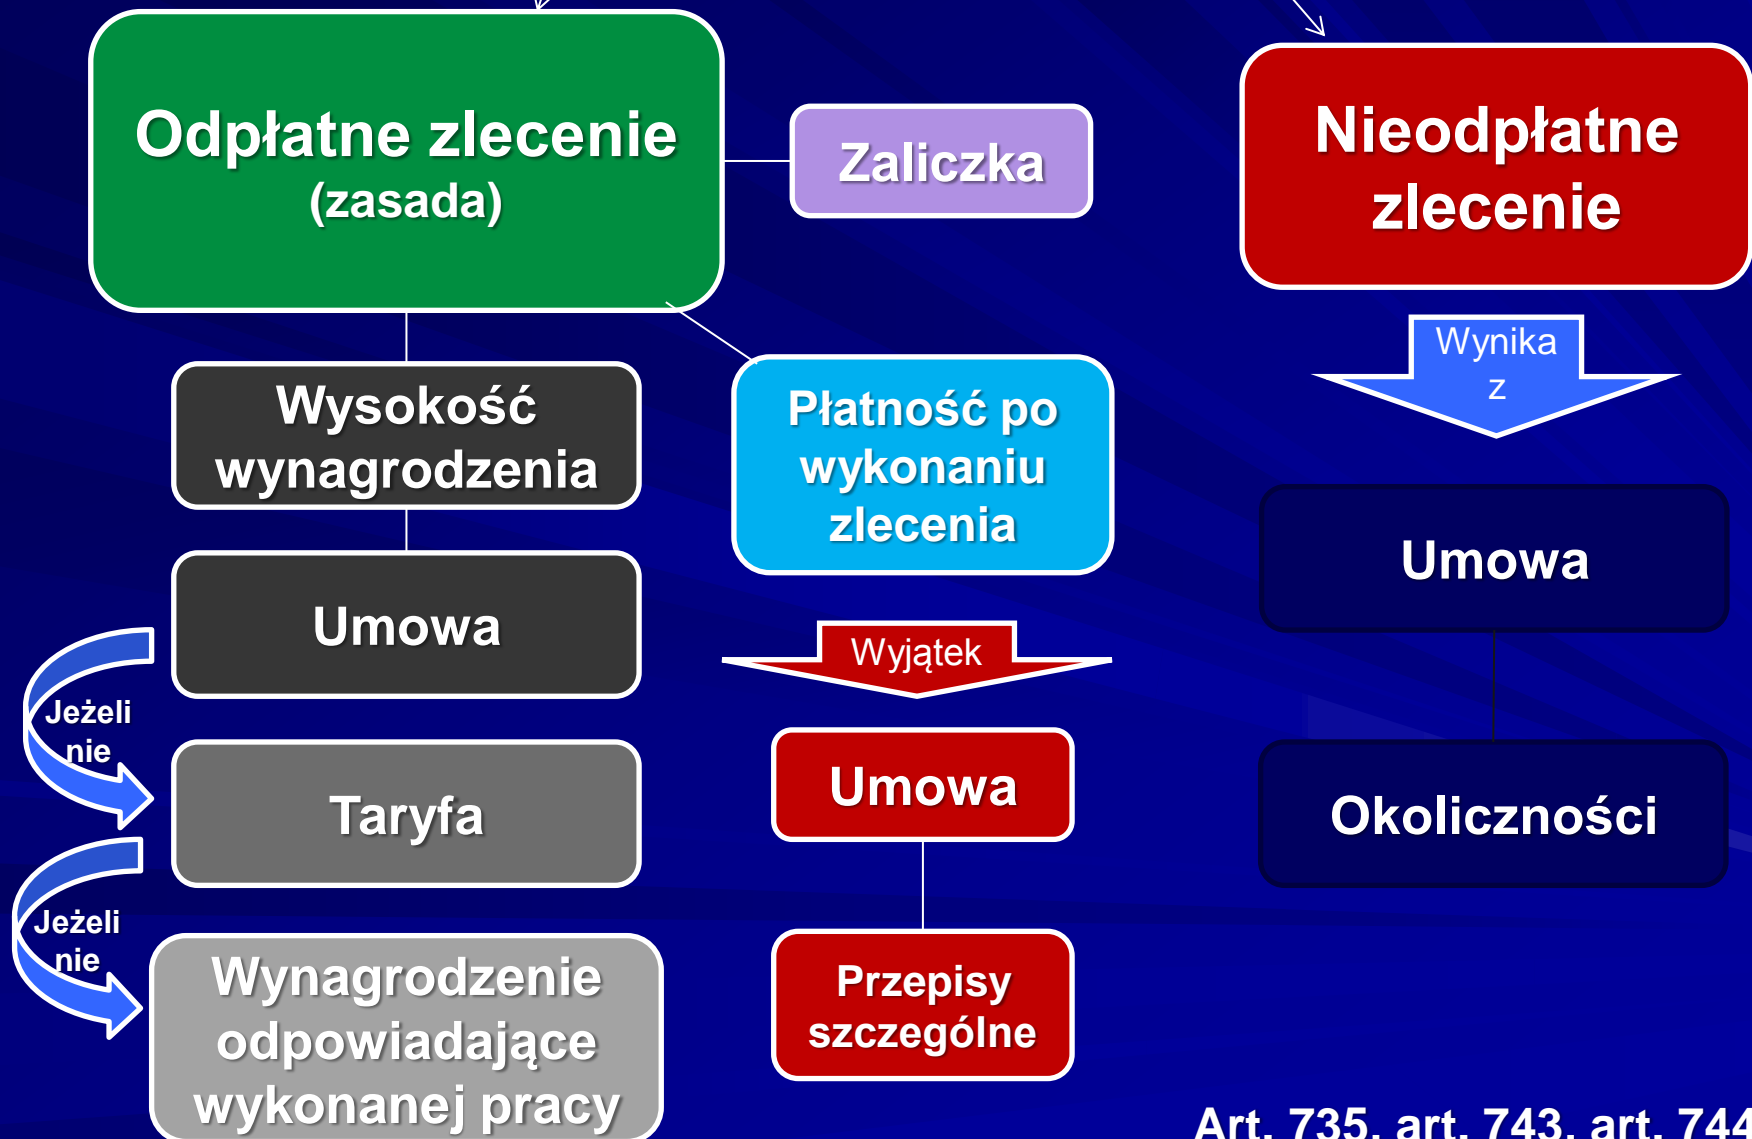 Odpłatne zlecenie
(zasada)
Zaliczka
Nieodpłatne
zlecenie
Wynika
z
Wysokość
wynagrodzenia
Płatność po
wykonaniu
zlecenia
Umowa
Umowa
Wyjątek
Jeżeli
nie
Taryfa
Umowa
Okoliczności
Jeżeli
nie
Wynagrodzenie
odpowiadające
wykonanej pracy
Przepisy
szczególne
Art. 735, art. 743, art. 744